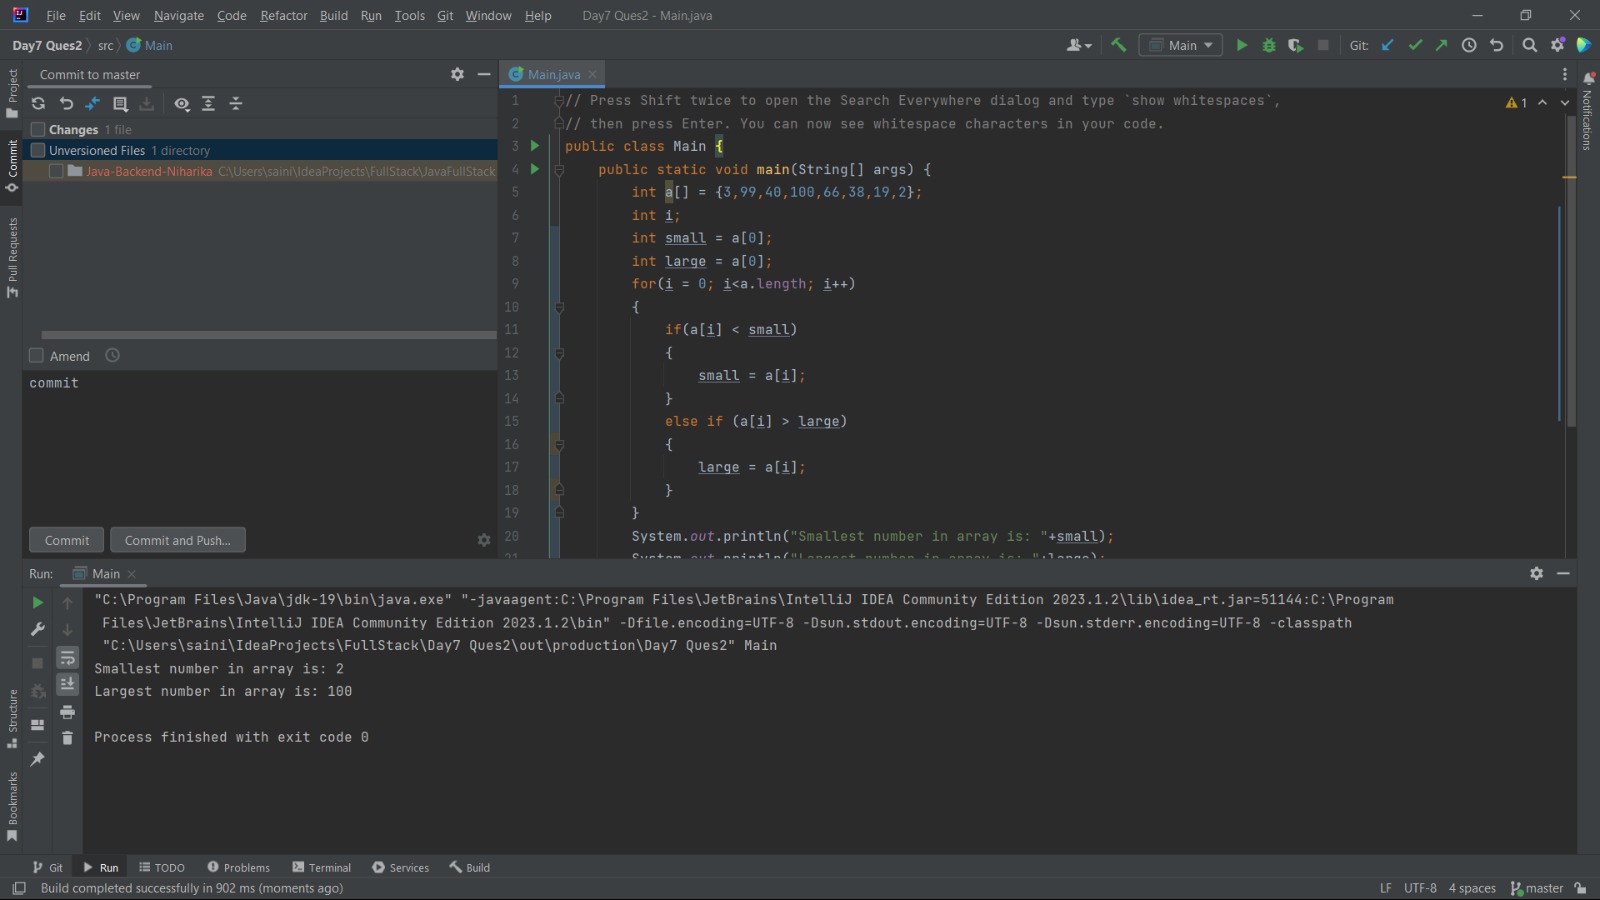 File Edit View Navigate Code Refactor Build Run Tools Git Window Help Day7 Ques2 - Main.java
Day7 Ques2 src Main
Main Git:
Project
Commit
Pull Requests
Structure
Bookmarks
Notifications
Commit to master
Changes 1 file
Unversioned Files 1 directory
Java-Backend-Niharika C:\Users\saini\IdeaProjects\FullStack\JavaFullStack
Amend
commit
Commit Commit and Push...
Main.java
1 // Press Shift twice to open the Search Everywhere dialog and type `show whitespaces`,
2 // then press Enter. You can now see whitespace characters in your code.
3 public class Main {
4 public static void main(String[] args) {
5 int a[] = {3,99,40,100,66,38,19,2};
6 int i;
7 int small = a[0];
8 int large = a[0];
9 for(i = 0; i<a.length; i++)
10 {
11 if(a[i] < small)
12 {
13 small = a[i];
14 }
15 else if (a[i] > large)
16 {
17 large = a[i];
18 }
19 }
20 System.out.println("Smallest number in array is: "+small);
21 System.out.println("Largest number in array is: "+large);
1
Run: Main
"C:\Program Files\Java\jdk-19\bin\java.exe" "-javaagent:C:\Program Files\JetBrains\IntelliJ IDEA Community Edition 2023.1.2\lib\idea_rt.jar=51144:C:\Program
Files\JetBrains\IntelliJ IDEA Community Edition 2023.1.2\bin" -Dfile.encoding=UTF-8 -Dsun.stdout.encoding=UTF-8 -Dsun.stderr.encoding=UTF-8 -classpath
"C:\Users\saini\IdeaProjects\FullStack\Day7 Ques2\out\production\Day7 Ques2" Main
Smallest number in array is: 2
Largest number in array is: 100
Process finished with exit code 0
Git Run TODO Problems Terminal Services Build
Build completed successfully in 902 ms (moments ago) LF UTF-8 4 spaces master